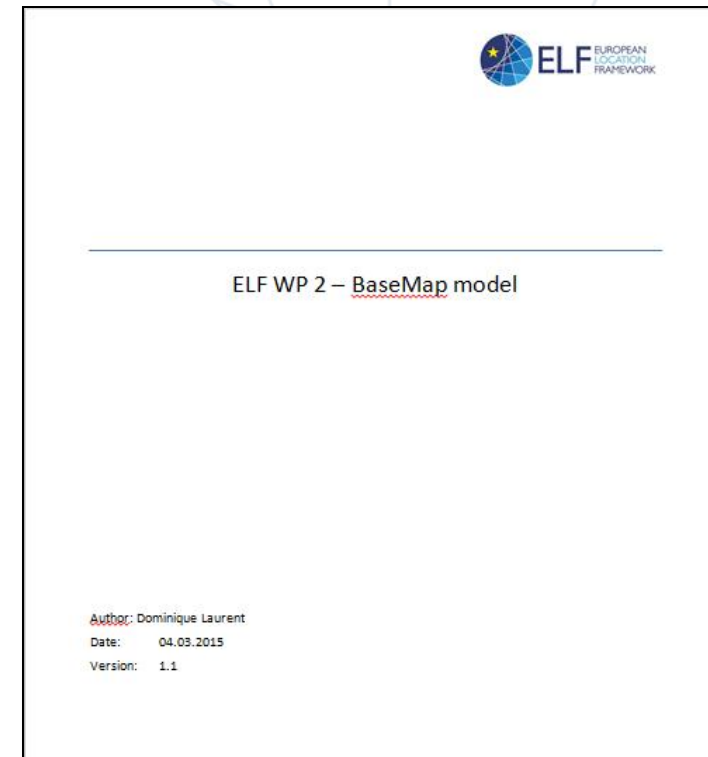 ELF EUROPEAN
LOCATION
FRAMEWORK
ELF WP 2 – BaseMap model
Author: Dominique Laurent
Date: 04.03.2015
Version: 1.1